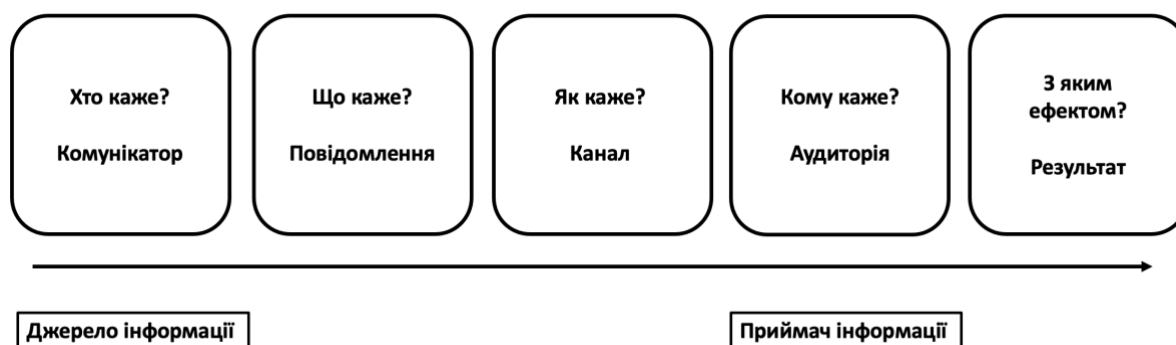 Хто каже?
Комунікатор
Що каже?
Повідомлення
Як каже?
Канал
Кому каже?
Аудиторія
З яким
ефектом?
Результат
Джерело інформації
Приймач інформації